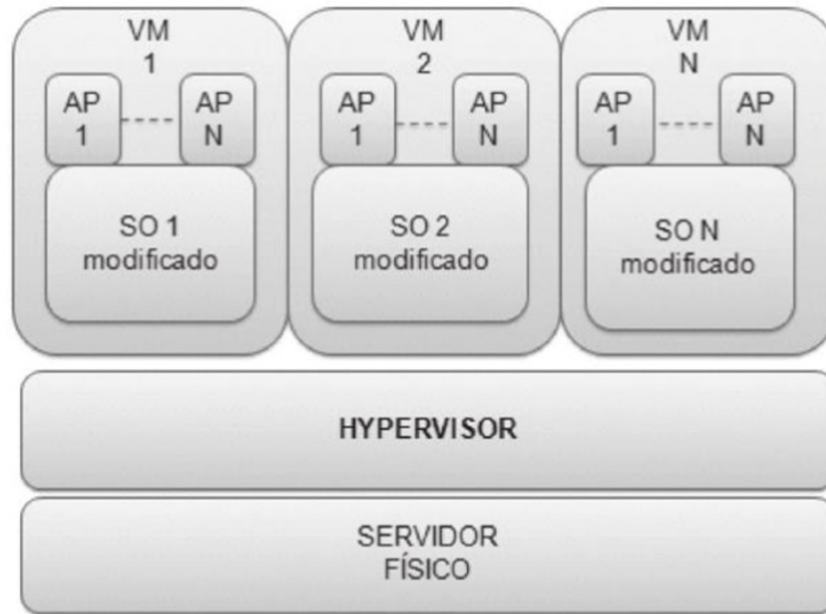 VM
1
VM
2
VM
N
AP
1
AP
N
AP
1
AP
N
AP
1
AP
N
SO 1
modificado
SO 2
modificado
SO N
modificado
HYPERVISOR
SERVIDOR
FÍSICO